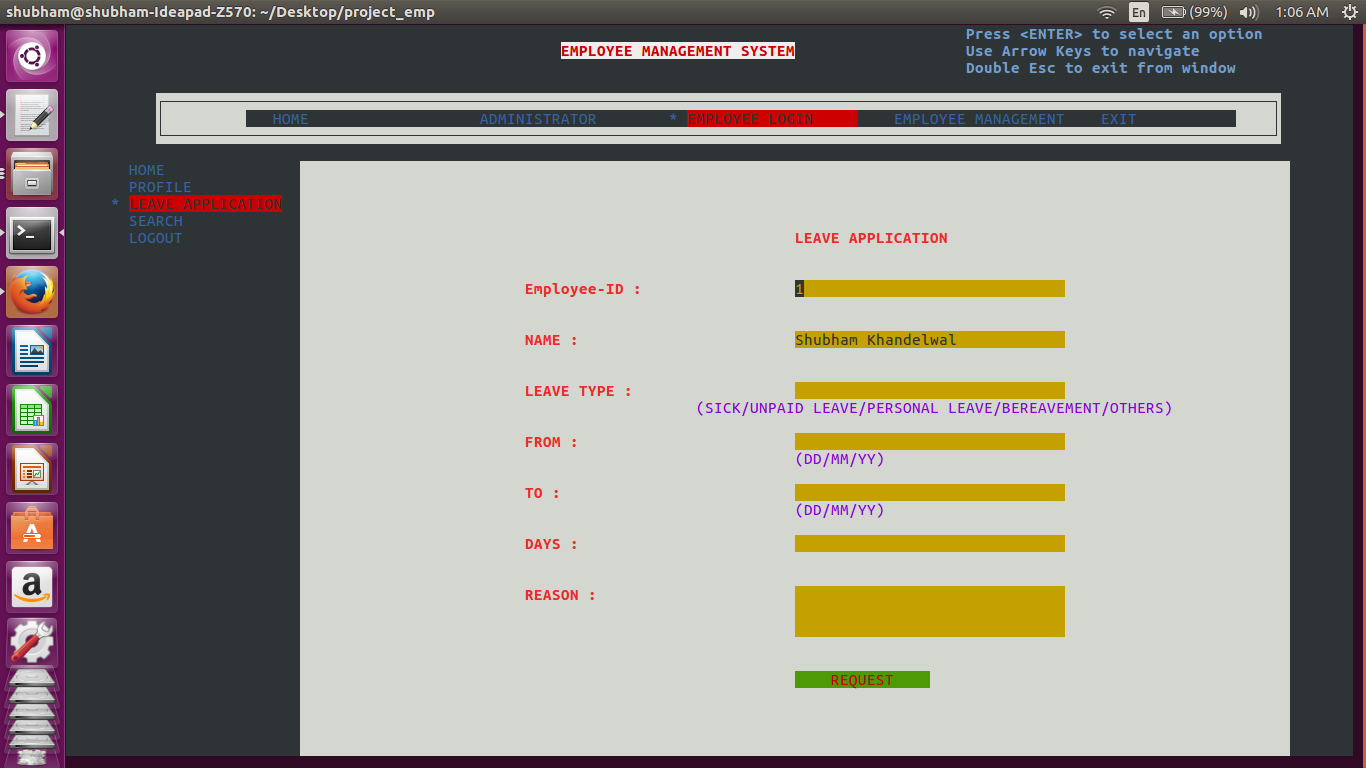 shubham@shubham-Ideapad-Z570: ~/Desktop/project_emp En (99%) 1:06 AM
Press <ENTER> to select an option
EMPLOYEE MANAGEMENT SYSTEM Use Arrow Keys to navigate
Double Esc to exit from window
HOME ADMINISTRATOR * EMPLOYEE LOGIN EMPLOYEE MANAGEMENT EXIT
HOME
PROFILE
* LEAVE APPLICATION
SEARCH
LOGOUT
LEAVE APPLICATION
Employee-ID : 1
NAME : Shubham Khandelwal
LEAVE TYPE :
(SICK/UNPAID LEAVE/PERSONAL LEAVE/BEREAVEMENT/OTHERS)
FROM :
(DD/MM/YY)
TO :
(DD/MM/YY)
DAYS :
REASON :
REQUEST